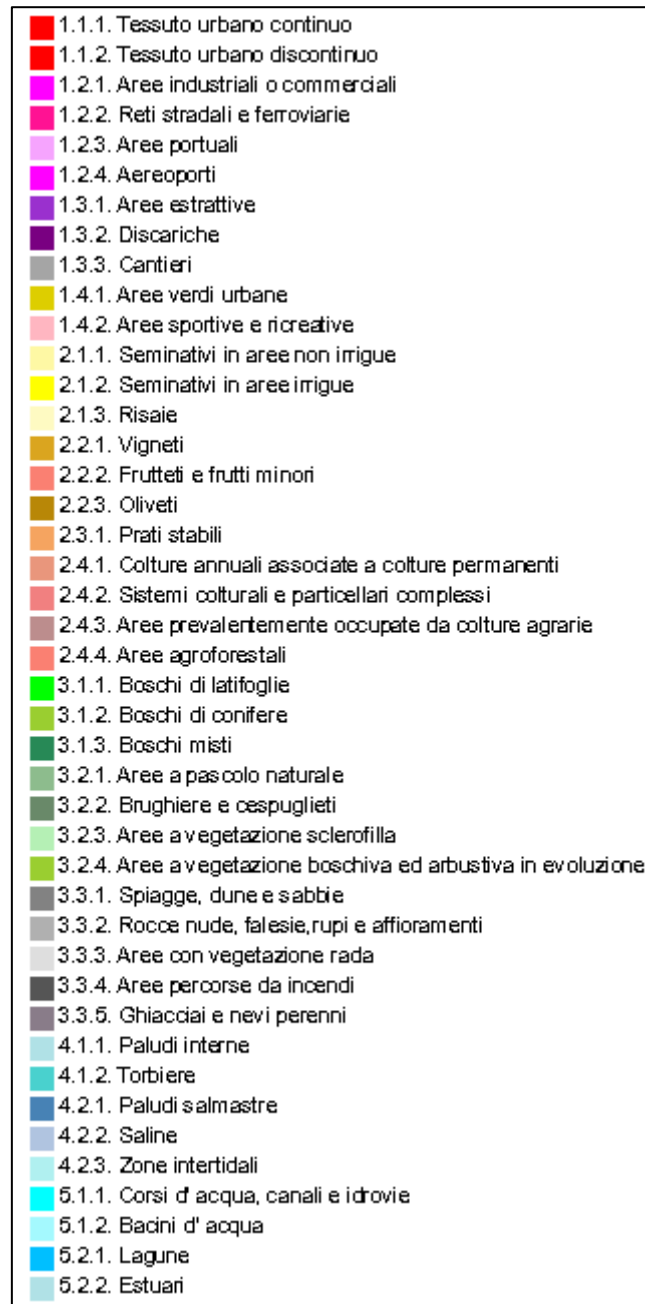 1.1.1. Tessuto urbano continuo
1.1.2. Tessuto urbano discontinuo
1.2.1. Aree industriali o commerciali
1.2.2. Reti stradali e ferroviarie
1.2.3. Aree portuali
1.2.4. Aereoporti
1.3.1. Aree estrattive
1.3.2. Discariche
1.3.3. Cantieri
1.4.1. Aree verdi urbane
1.4.2. Aree sportive e ricreative
2.1.1. Seminativi in aree non irrigue
2.1.2. Seminativi in aree irrigue
2.1.3. Risaie
2.2.1. Vigneti
2.2.2. Frutteti e frutti minori
2.2.3. Oliveti
2.3.1. Prati stabili
2.4.1. Colture annuali associate a colture permanenti
2.4.2. Sistemi colturali e particellari complessi
2.4.3. Aree prevalentemente occupate da colture agrarie
2.4.4. Aree agroforestali
3.1.1. Boschi di latifoglie
3.1.2. Boschi di conifere
3.1.3. Boschi misti
3.2.1. Aree a pascolo naturale
3.2.2. Brughiere e cespuglieti
3.2.3. Aree a vegetazione sclerofilla
3.2.4. Aree a vegetazione boschiva ed arbustiva in evoluzione
3.3.1. Spiagge, dune e sabbie
3.3.2. Rocce nude, falesie,rupi e affioramenti
3.3.3. Aree con vegetazione rada
3.3.4. Aree percorse da incendi
3.3.5. Ghiacciai e nevi perenni
4.1.1. Paludi interne
4.1.2. Torbiere
4.2.1. Paludi salmastre
4.2.2. Saline
4.2.3. Zone intertidali
5.1.1. Corsi d' acqua, canali e idrovie
5.1.2. Bacini d' acqua
5.2.1. Lagune
5.2.2. Estuari